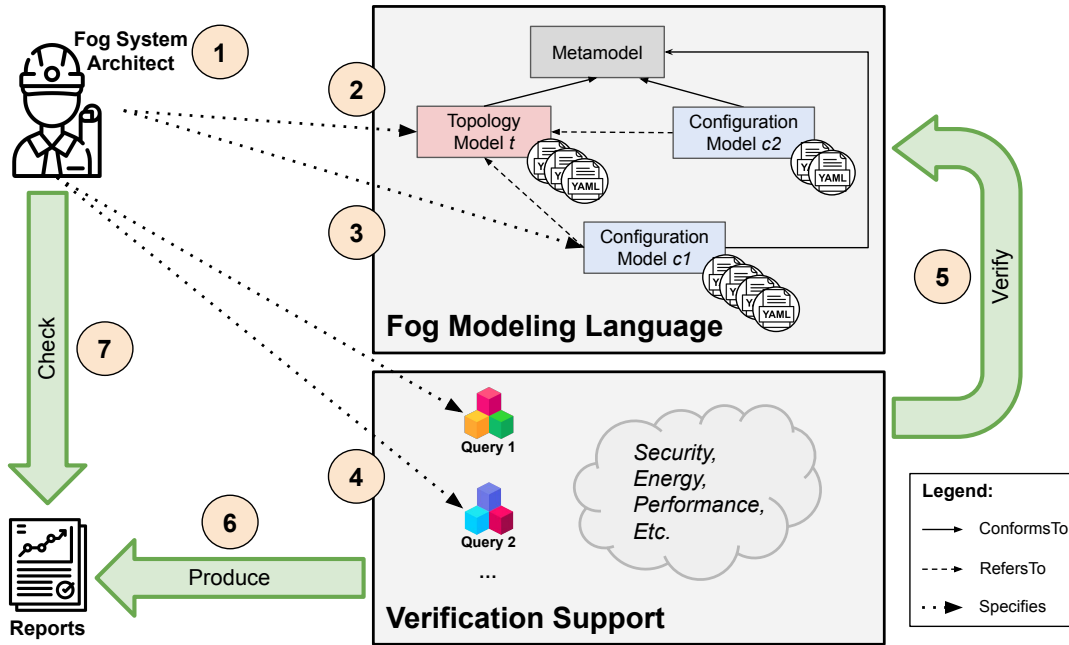 Fog System
Architect
1
2
3
Metamodel
Topology
Model t
YAML
Configuration
Model c2
YAML
Configuration
Model c1
YAML
Fog Modeling Language
5
Verify
Check
7
4
Query 1
Query 2
...
Security,
Energy,
Performance,
Etc.
Verification Support
6
Produce
Reports
Legend:
ConformsTo
RefersTo
Specifies